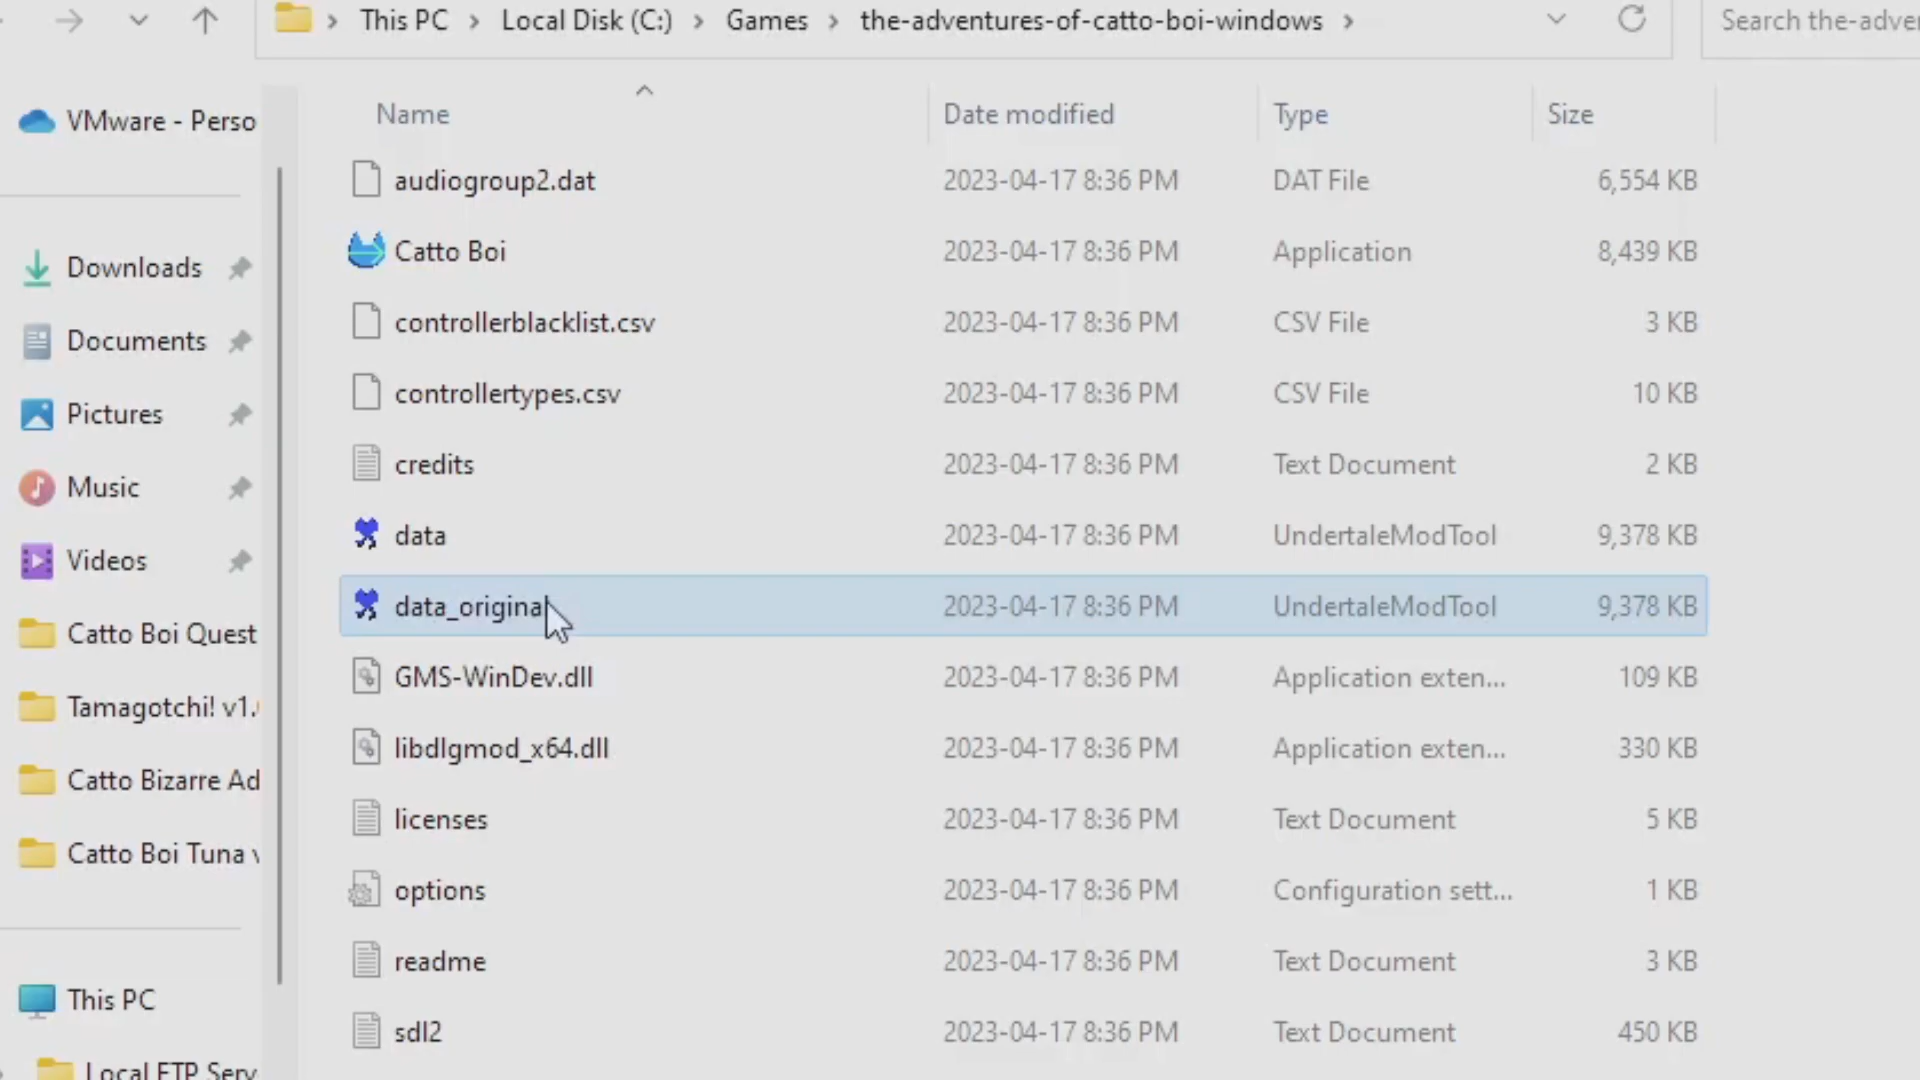 This PC > Local Disk (C:) > Games > the-adventures-of-catto-boi-windows >
Search the-adve
VMware - Perso
Downloads
Documents
Pictures
Music
Videos
Catto Boi Quest
Tamagotchi! v1.
Catto Bizarre Ad
Catto Boi Tuna v
This PC
Local FTP Serv
Name Date modified Type Size
audiogroup2.dat 2023-04-17 8:36 PM DAT File 6,554 KB
Catto Boi 2023-04-17 8:36 PM Application 8,439 KB
controllerblacklist.csv 2023-04-17 8:36 PM CSV File 3 KB
controllertypes.csv 2023-04-17 8:36 PM CSV File 10 KB
credits 2023-04-17 8:36 PM Text Document 2 KB
data 2023-04-17 8:36 PM UndertaleModTool 9,378 KB
data_original 2023-04-17 8:36 PM UndertaleModTool 9,378 KB
GMS-WinDev.dll 2023-04-17 8:36 PM Application exten... 109 KB
libdlgmod_x64.dll 2023-04-17 8:36 PM Application exten... 330 KB
licenses 2023-04-17 8:36 PM Text Document 5 KB
options 2023-04-17 8:36 PM Configuration sett... 1 KB
readme 2023-04-17 8:36 PM Text Document 3 KB
sdl2 2023-04-17 8:36 PM Text Document 450 KB